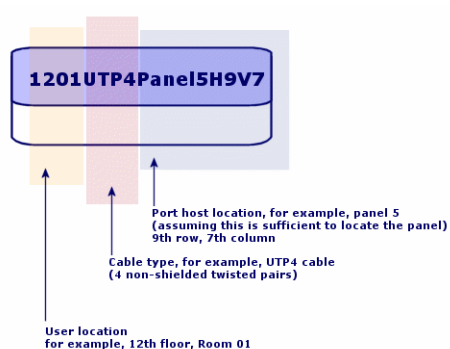 1201UTP4Panel5H9V7
Port host location, for example, panel 5
(assuming this is sufficient to locate the panel)
9th row, 7th column
Cable type, for example, UTP4 cable
(4 non-shielded twisted pairs)
User location
for example, 12th floor, Room 01